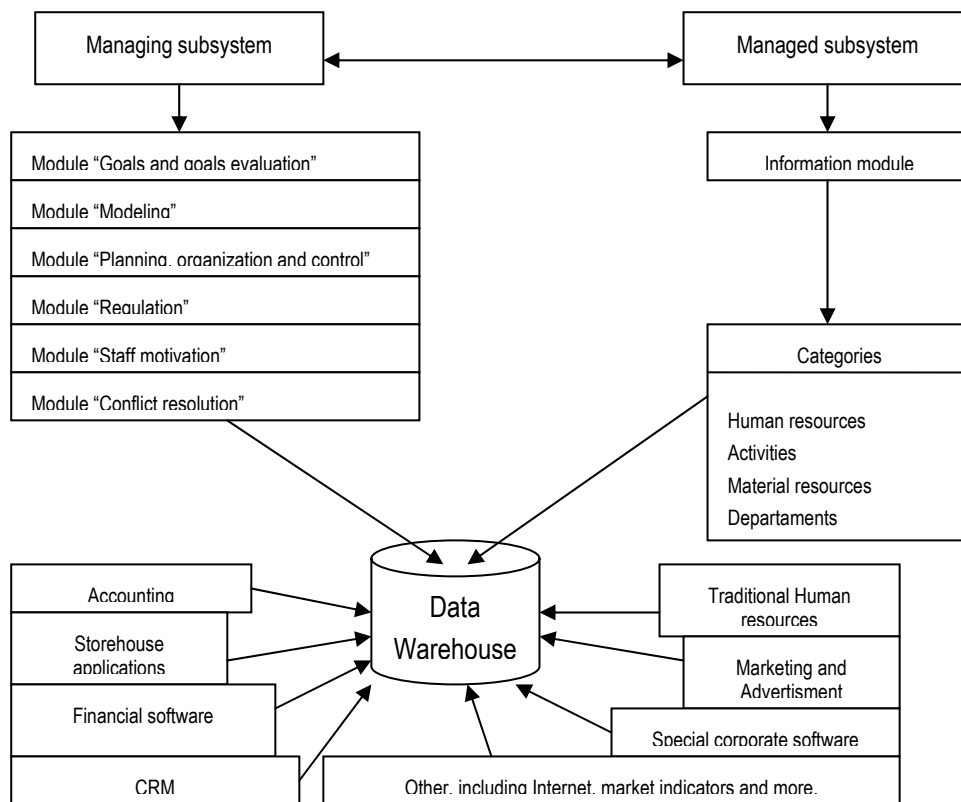 Managing subsystem
Managed subsystem
Module “Goals and goals evaluation”
Module “Modeling”
Module “Planning, organization and control”
Module “Regulation”
Module “Staff motivation”
Module “Conflict resolution”
Information module
Categories
Human resources
Activities
Material resources
Departaments
Data
Warehouse
Accounting
Storehouse
applications
Financial software
CRM
Traditional Human
resources
Marketing and
Advertisment
Special corporate software
Other, including Internet, market indicators and more.